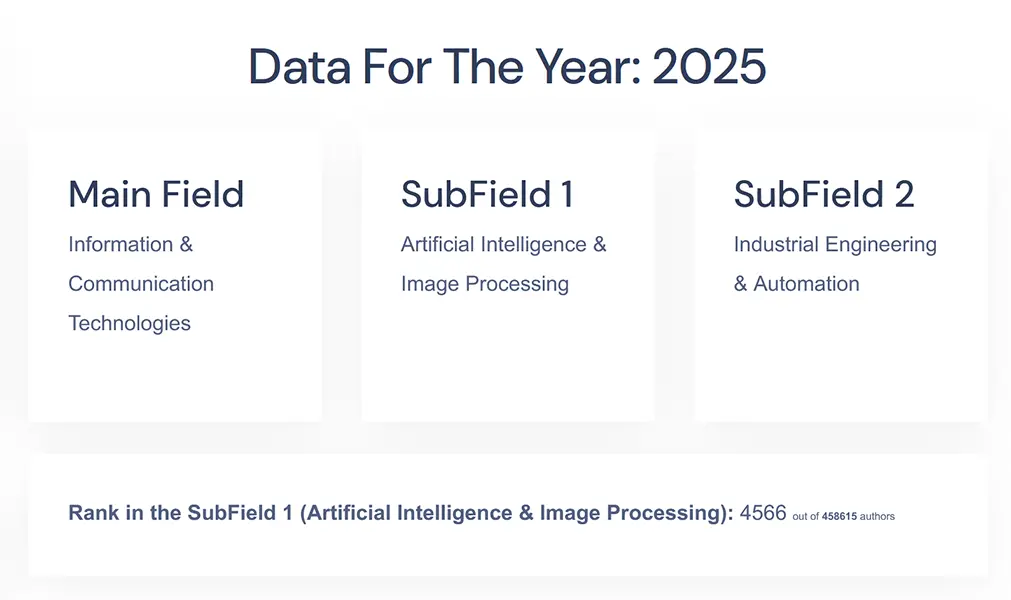 Data For The Year: 2025
Main Field
Information &
Communication
Technologies
SubField 1
Artificial Intelligence &
Image Processing
SubField 2
Industrial Engineering
& Automation
Rank in the SubField 1 (Artificial Intelligence & Image Processing): 4566 out of 458615 authors